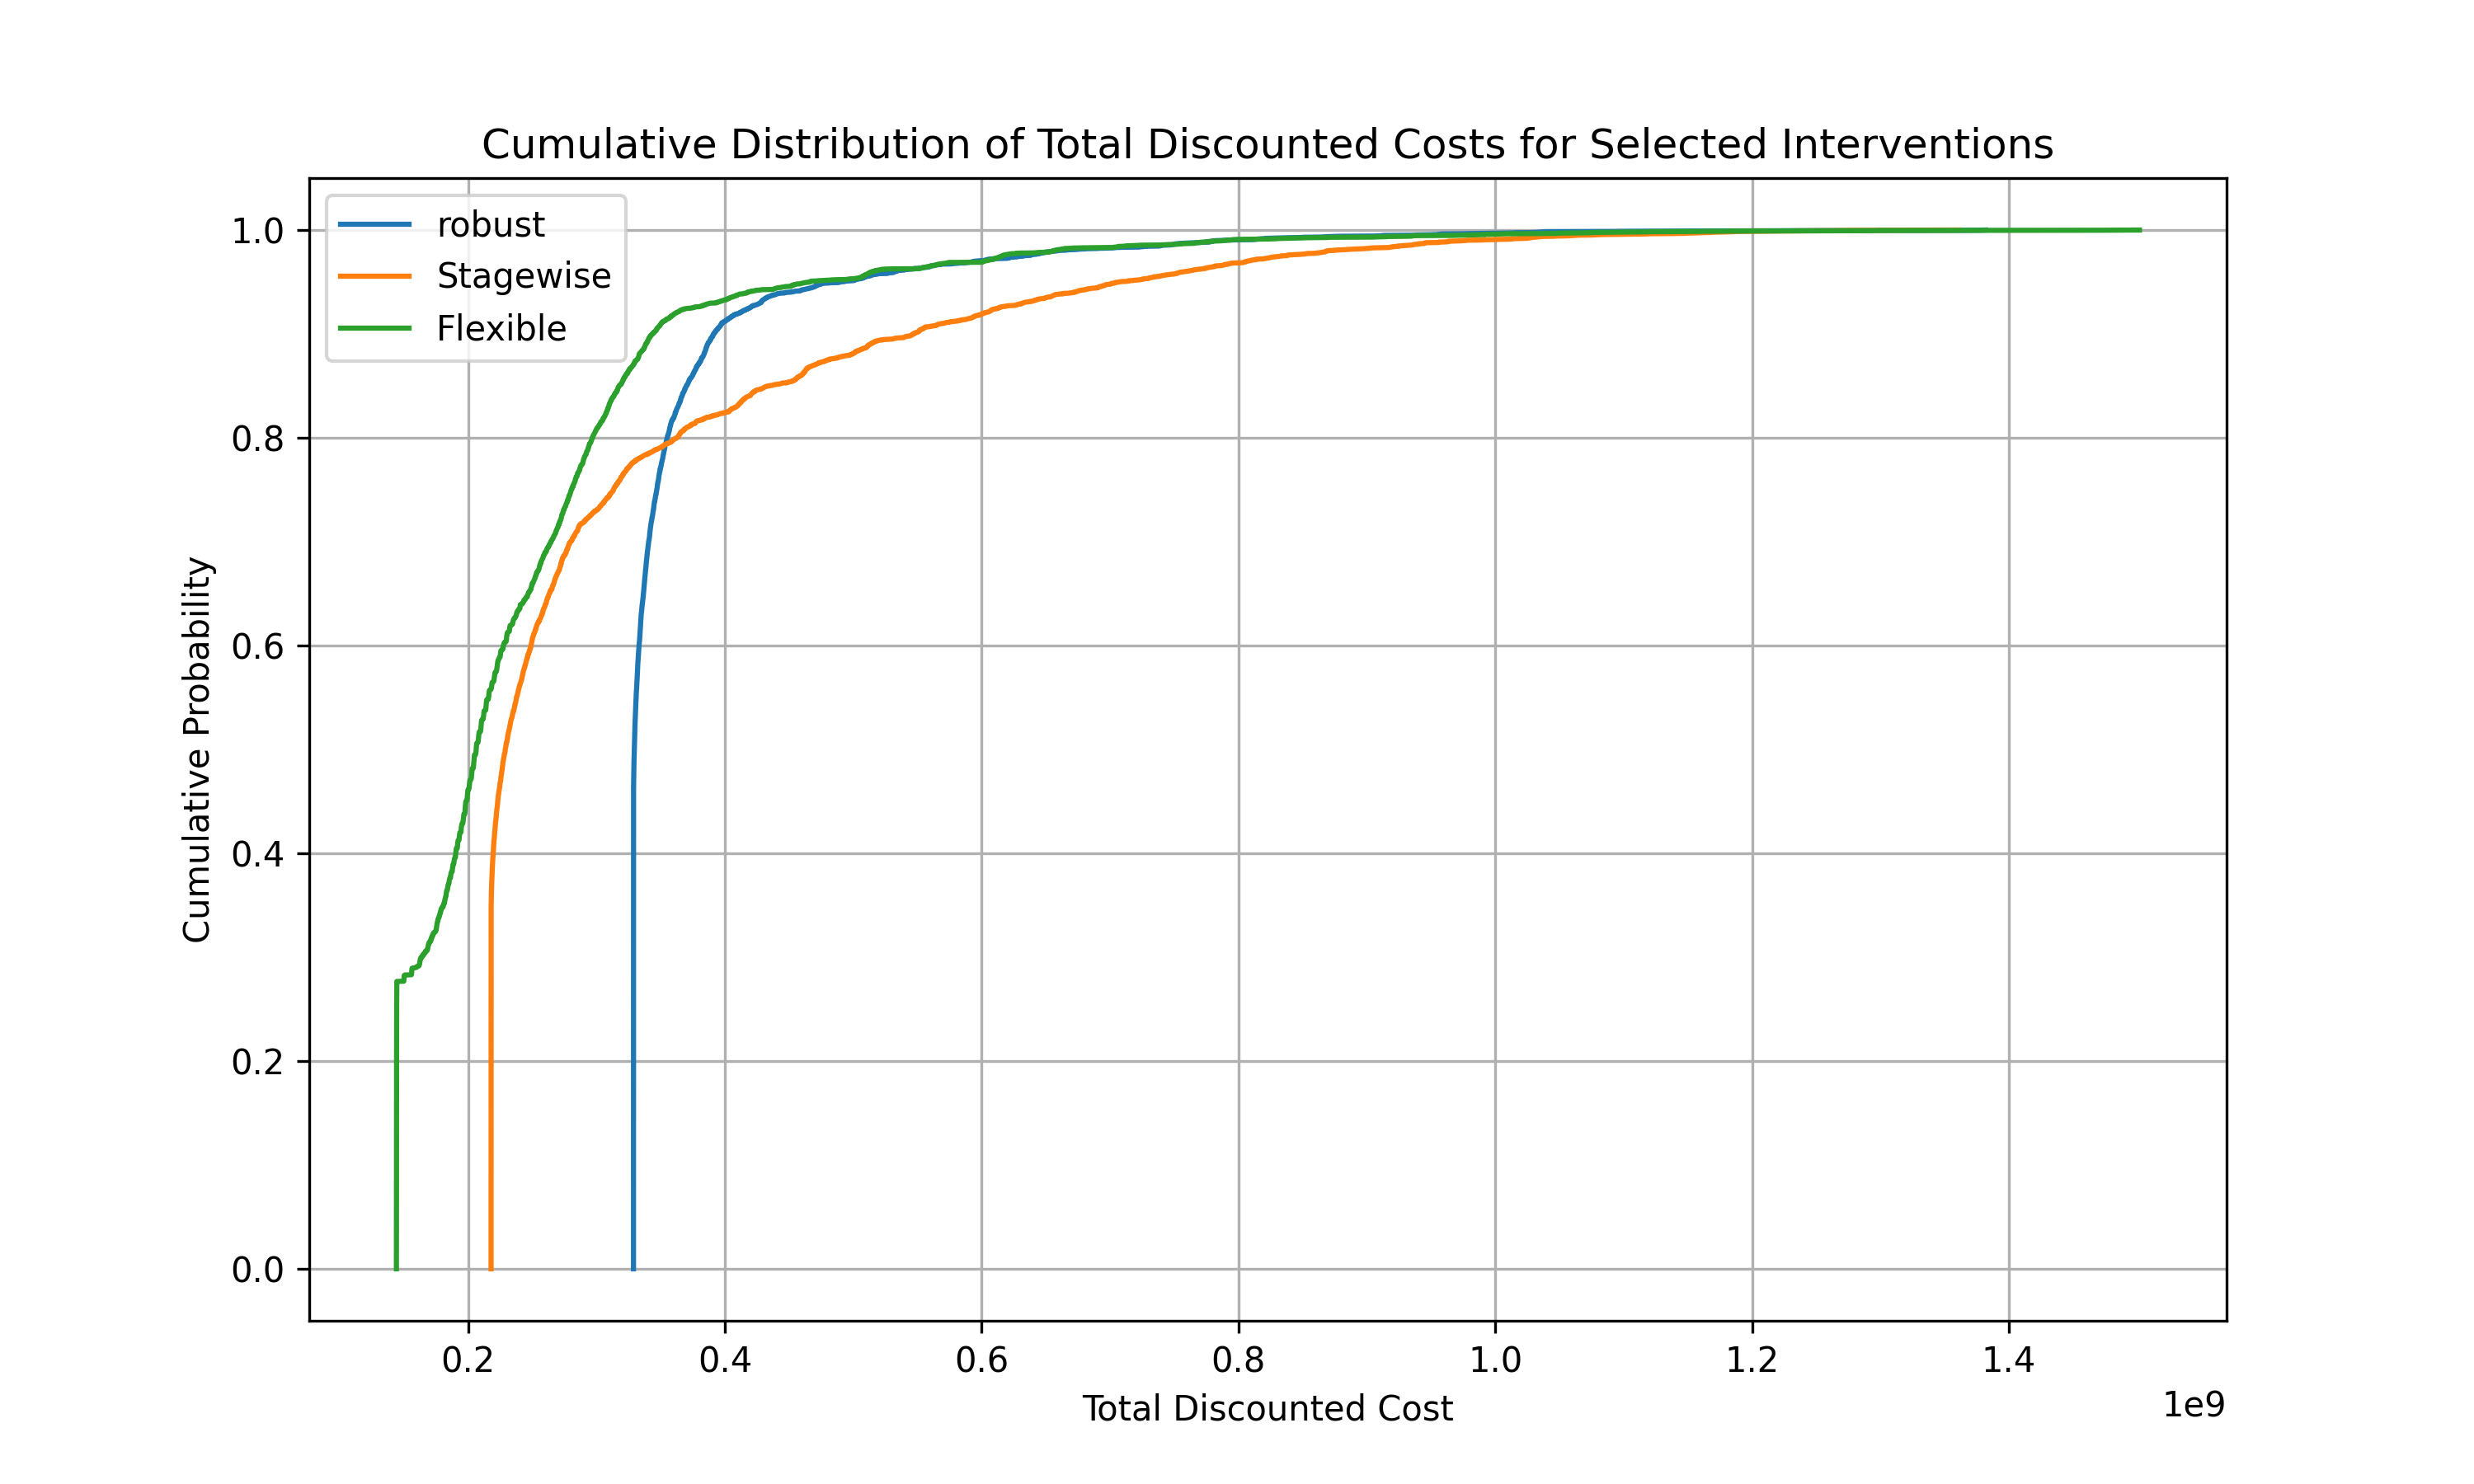 Cumulative Distribution of Total Discounted Costs for Selected Interventions
robust
Stagewise
Flexible
Cumulative Probability
1.0
0.8
0.6
0.4
0.2
0.0
0.2 0.4 0.6 0.8 1.0 1.2 1.4
1e9
Total Discounted Cost